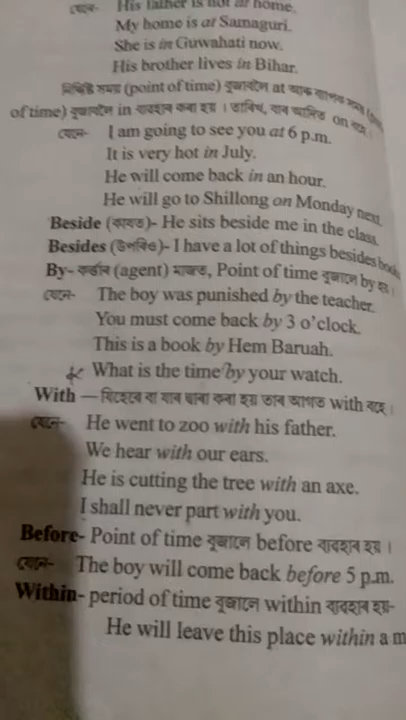 যেনে- His father is not at home.
My home is at Samaguri.
She is in Guwahati now.
His brother lives in Bihar.
নিৰ্দিষ্ট সময় (point of time) বুজাবলৈ at আৰু ব্যাপক সময়
of time) বুজাবলৈ in ব্যৱহাৰ কৰা হয় । তাৰিখ, বাৰ আদিত on বহে ।
যেনে- I am going to see you at 6 p.m.
It is very hot in July.
He will come back in an hour.
He will go to Shillong on Monday next.
Beside (কাষত)- He sits beside me in the class.
Besides (উপৰিও)- I have a lot of things besides books
By- কৰ্ত্তাৰ (agent) মাজত, Point of time বুজালে by হয় ।
যেনে- The boy was punished by the teacher.
You must come back by 3 o'clock.
This is a book by Hem Baruah.
What is the time by your watch.
With — যিহেৰে বা যাৰ দ্বাৰা কৰা হয় তাৰ আগত with বহে ।
যেনে- He went to zoo with his father.
We hear with our ears.
He is cutting the tree with an axe.
I shall never part with you.
Before- Point of time বুজালে before ব্যৱহাৰ হয় ।
যেনে- The boy will come back before 5 p.m.
Within- period of time বুজালে within ব্যৱহাৰ হয়-
He will leave this place within a m